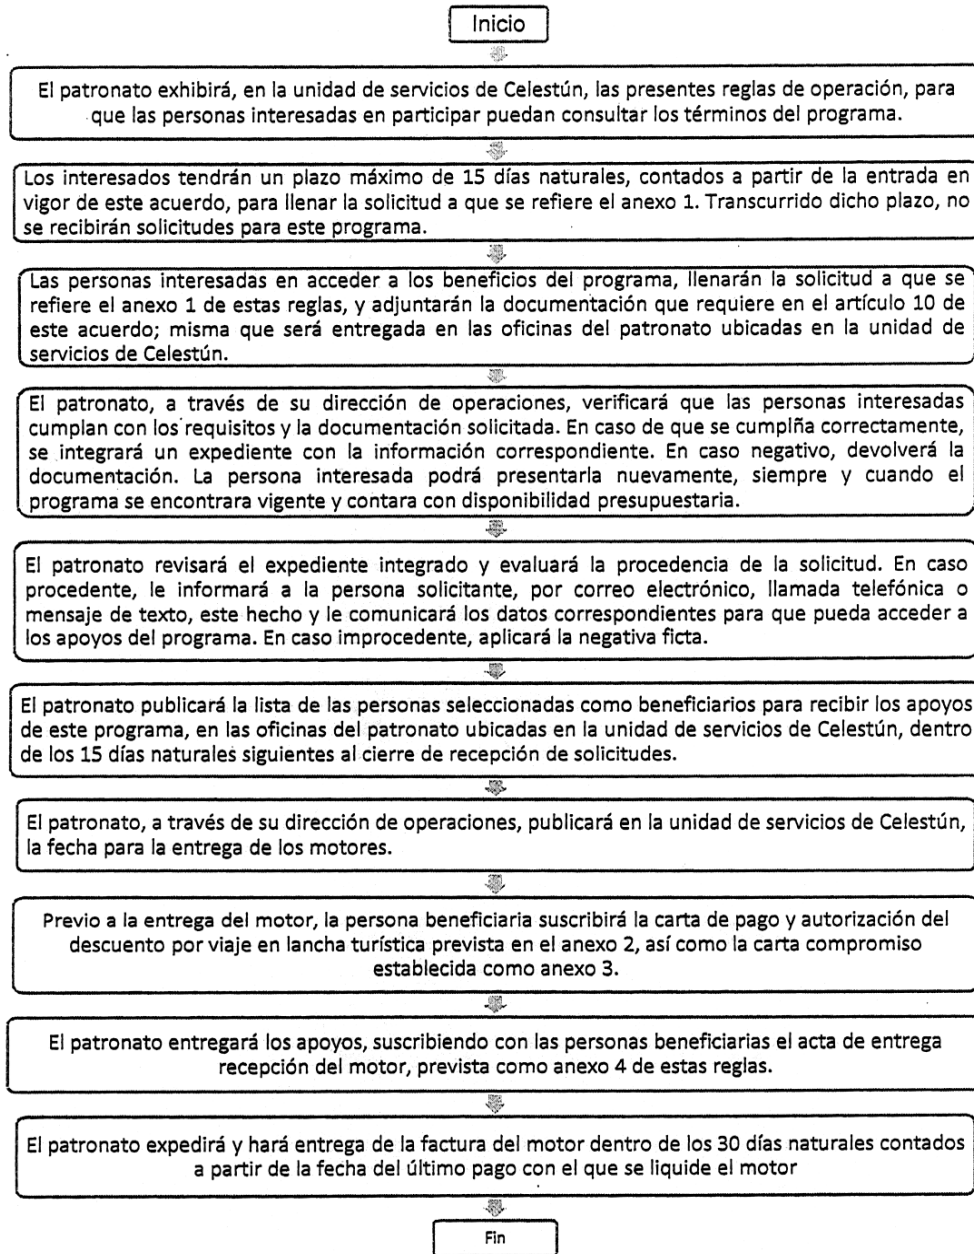 Inicio
El patronato exhibirá, en la unidad de servicios de Celestún, las presentes reglas de operación, para
que las personas interesadas en participar puedan consultar los términos del programa.
Los interesados tendrán un plazo máximo de 15 días naturales, contados a partir de la entrada en
vigor de este acuerdo, para llenar la solicitud a que se refiere el anexo 1. Transcurrido dicho plazo, no
se recibirán solicitudes para este programa.
Las personas interesadas en acceder a los beneficios del programa, llenarán la solicitud a que se
refiere el anexo 1 de estas reglas, y adjuntarán la documentación que requiere en el artículo 10 de
este acuerdo; misma que será entregada en las oficinas del patronato ubicadas en la unidad de
servicios de Celestún.
El patronato, a través de su dirección de operaciones, verificará que las personas interesadas
cumplan con los requisitos y la documentación solicitada. En caso de que se cumplña correctamente,
se integrará un expediente con la información correspondiente. En caso negativo, devolverá la
documentación. La persona interesada podrá presentarla nuevamente, siempre y cuando el
programa se encontrara vigente y contara con disponibilidad presupuestaria.
El patronato revisará el expediente integrado y evaluará la procedencia de la solicitud. En caso
procedente, le informará a la persona solicitante, por correo electrónico, llamada telefónica o
mensaje de texto, este hecho y le comunicará los datos correspondientes para que pueda acceder a
los apoyos del programa. En caso improcedente, aplicará la negativa ficta.
El patronato publicará la lista de las personas seleccionadas como beneficiarios para recibir los apoyos
de este programa, en las oficinas del patronato ubicadas en la unidad de servicios de Celestún, dentro
de los 15 días naturales siguientes al cierre de recepción de solicitudes.
El patronato, a través de su dirección de operaciones, publicará en la unidad de servicios de Celestún,
la fecha para la entrega de los motores.
Previo a la entrega del motor, la persona beneficiaria suscribirá la carta de pago y autorización del
descuento por viaje en lancha turística prevista en el anexo 2, así como la carta compromiso
establecida como anexo 3.
El patronato entregará los apoyos, suscribiendo con las personas beneficiarias el acta de entrega
recepción del motor, prevista como anexo 4 de estas reglas.
El patronato expedirá y hará entrega de la factura del motor dentro de los 30 días naturales contados
a partir de la fecha del último pago con el que se liquide el motor
Fin